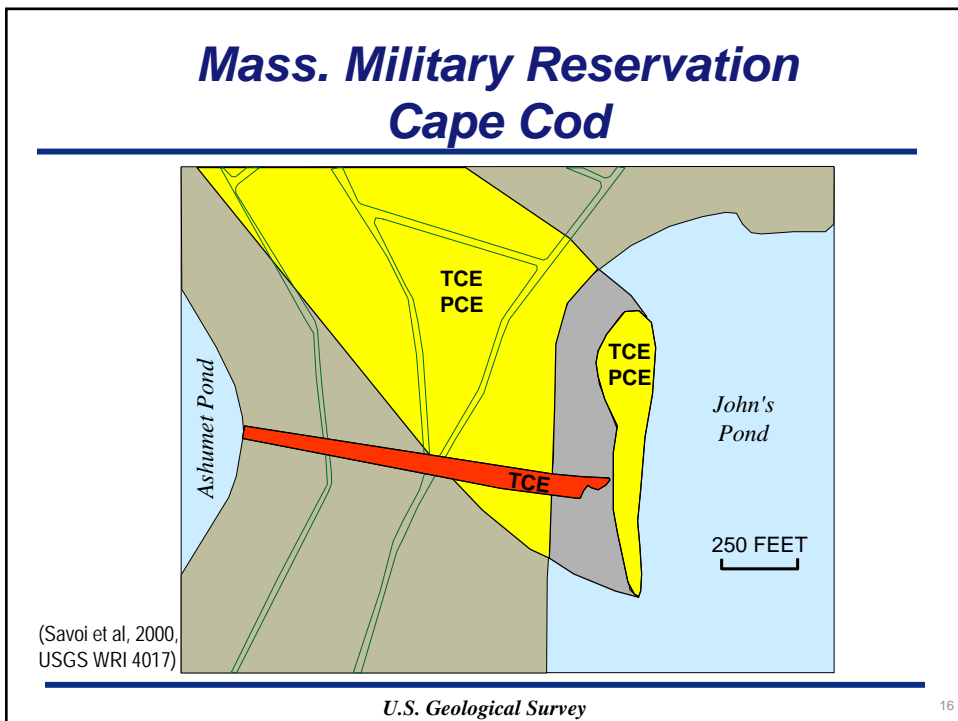 Mass. Military Reservation
Cape Cod
TCE
PCE
TCE
PCE
Ashumet Pond
John's
Pond
TCE
250 FEET
(Savoi et al, 2000,
USGS WRI 4017)
U.S. Geological Survey
16